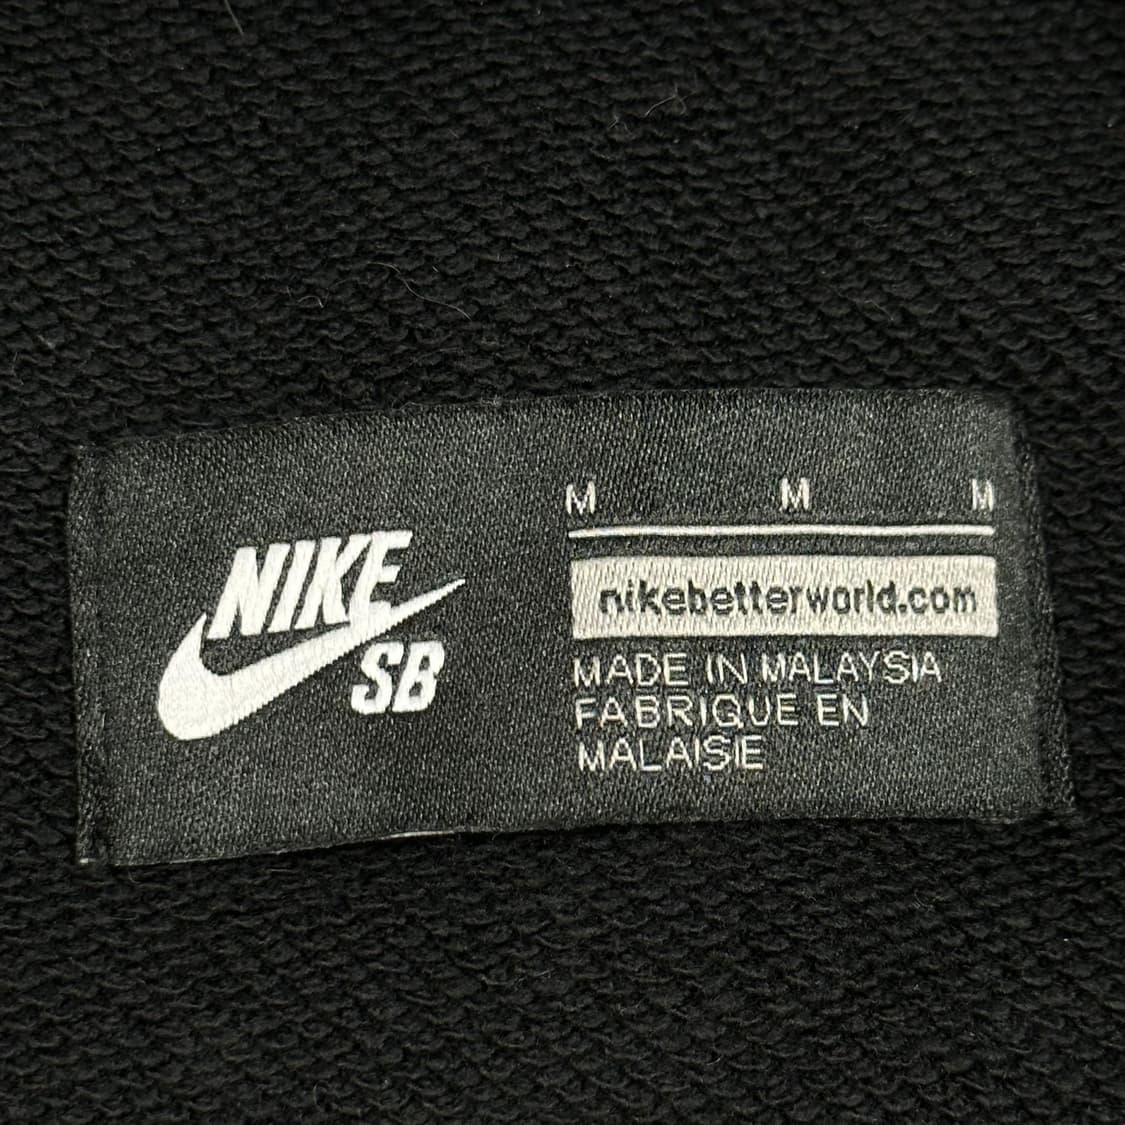 NIKE
SB
M M M
nikebetterworld.com
MADE IN MALAYSIA
FABRIQUE EN
MALAISIE